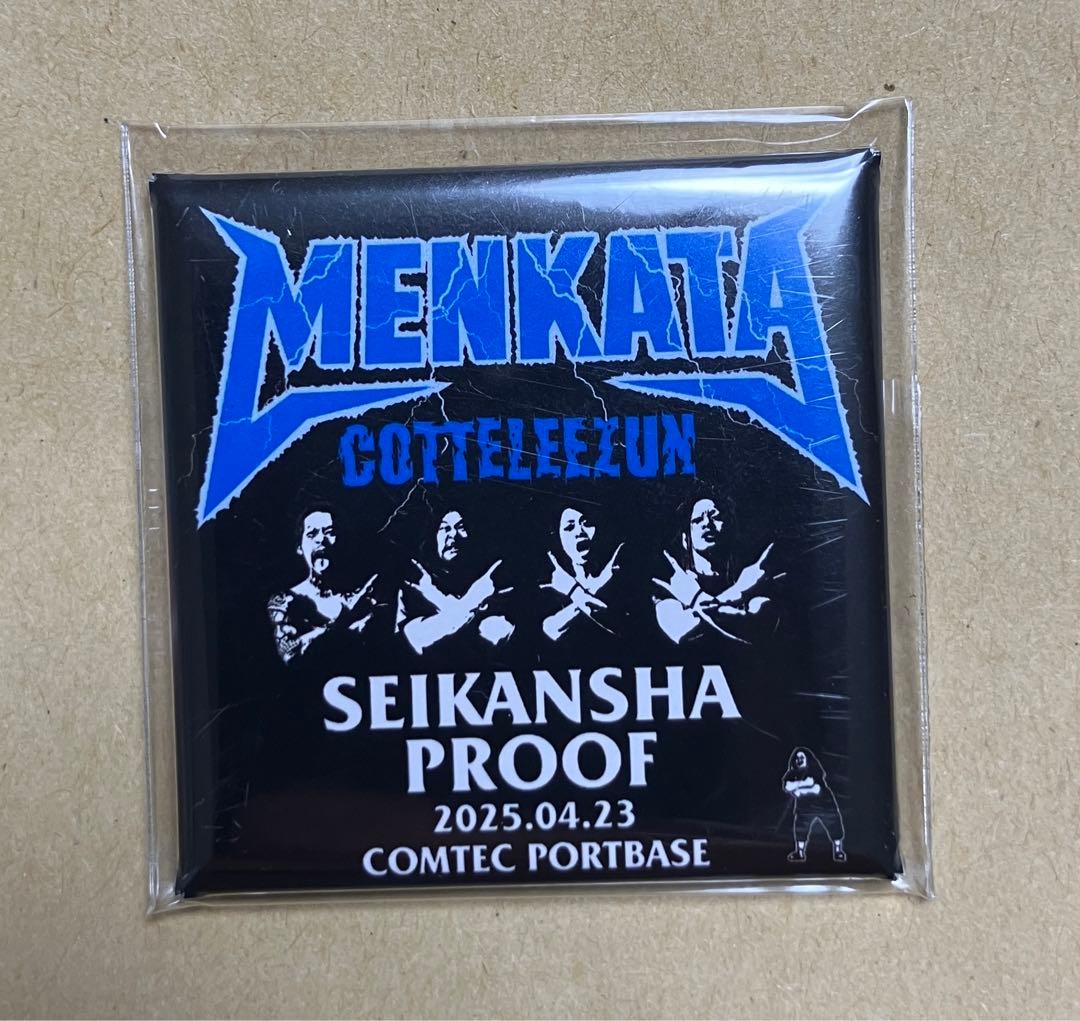 MENKATA
COTTELEEZUN
SEIKANSHA
PROOF
2025.04.23
COMTEC PORTBASE